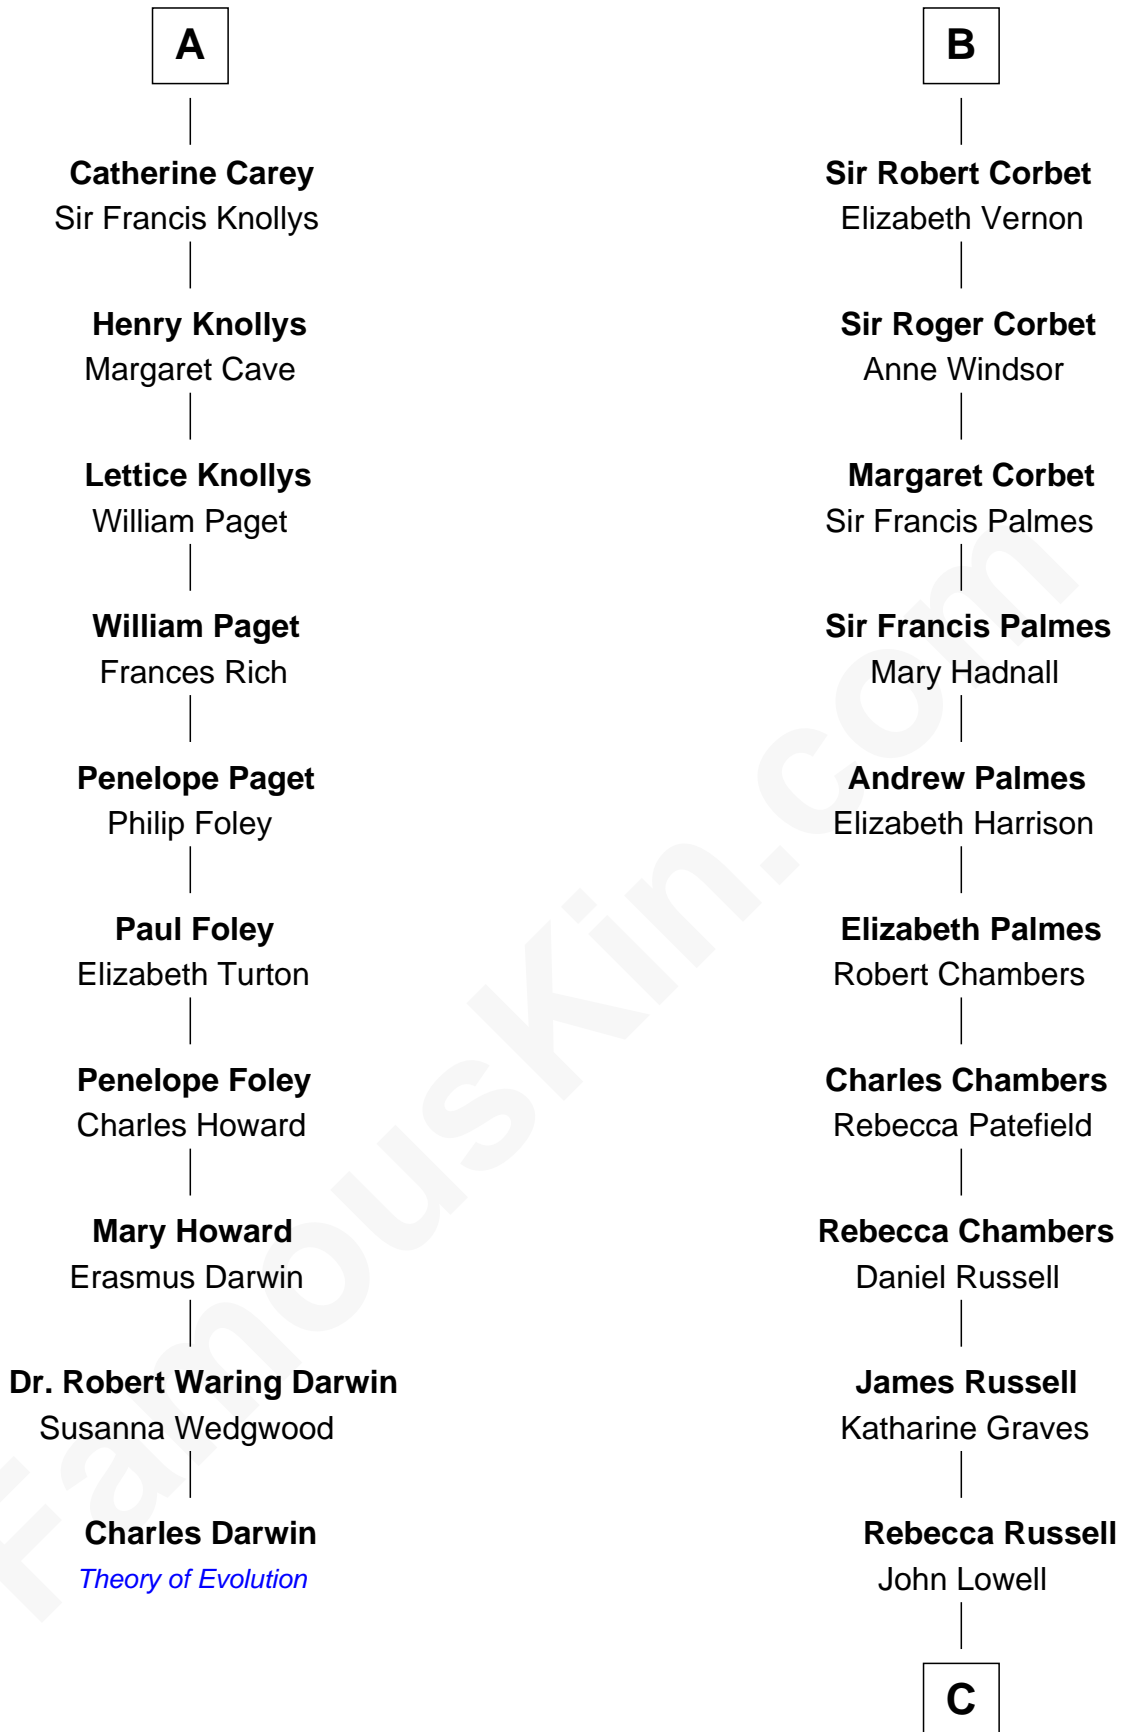 A
Catherine Carey
Sir Francis Knollys
Henry Knollys
Margaret Cave
Lettice Knollys
William Paget
William Paget
Frances Rich
Penelope Paget
Philip Foley
Paul Foley
Elizabeth Turton
Penelope Foley
Charles Howard
Mary Howard
Erasmus Darwin
Dr. Robert Waring Darwin
Susanna Wedgwood
Charles Darwin
Theory of Evolution
B
Sir Robert Corbet
Elizabeth Vernon
Sir Roger Corbet
Anne Windsor
Margaret Corbet
Sir Francis Palmes
Sir Francis Palmes
Mary Hadnall
Andrew Palmes
Elizabeth Harrison
Elizabeth Palmes
Robert Chambers
Charles Chambers
Rebecca Patefield
Rebecca Chambers
Daniel Russell
James Russell
Katharine Graves
Rebecca Russell
John Lowell
C
FamousKin.com